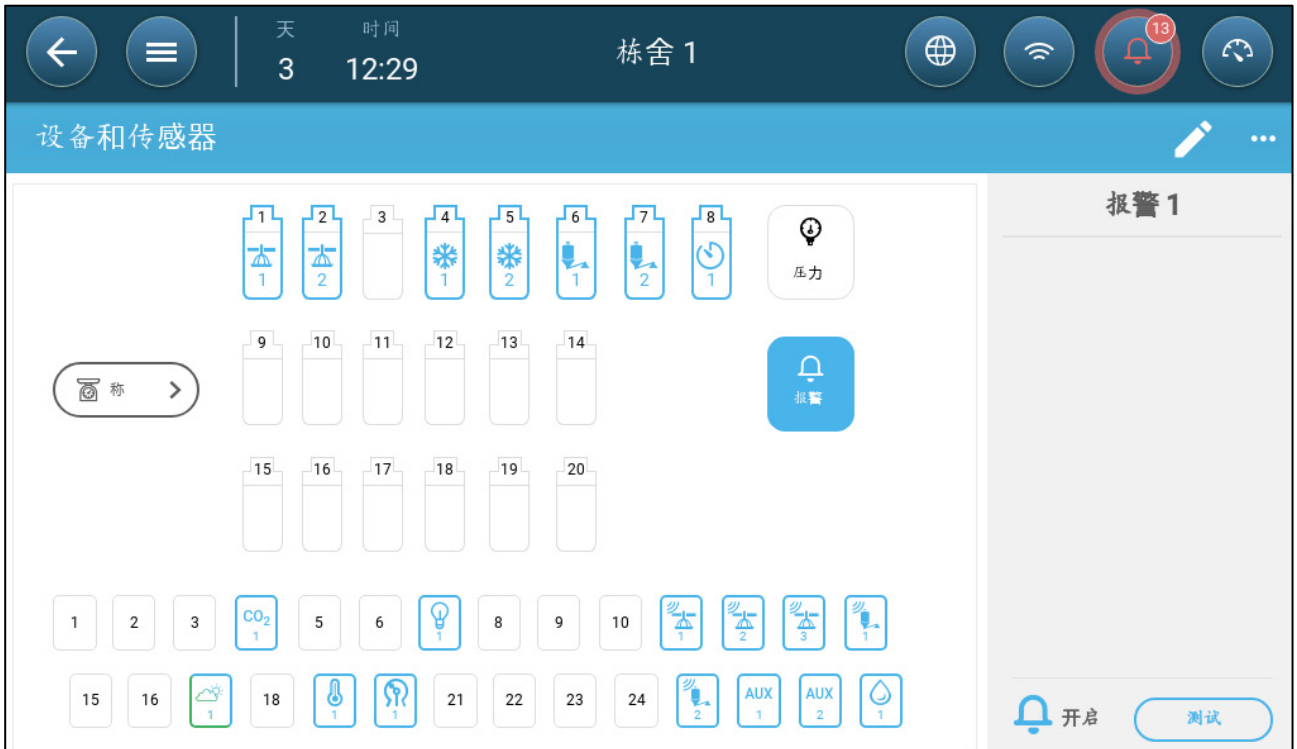 天 时间 13
3 12:29 栋舍 1
设备和传感器
报警 1
1 2 3 4 5 6 7 8
1 2 1 2 1 2 1
压力
9 10 11 12 13 14
称
报警
15 16 17 18 19 20
1 2 3 CO2 1 5 6 1 8 9 10 1 2 3 1
15 16 1 18 1 1 21 22 23 24 2 AUX 1 AUX 2 1
开启 测试